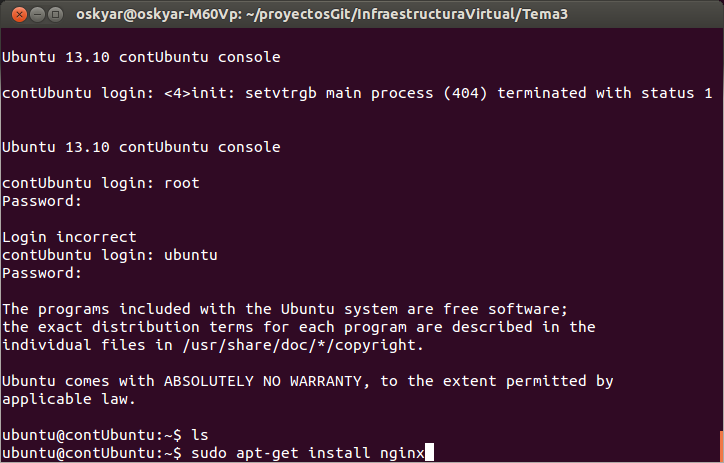 oskyar@oskyar-M60Vp: ~/proyectosGit/InfraestructuraVirtual/Tema3
Ubuntu 13.10 contUbuntu console
contUbuntu login: <4>init: setvtrgb main process (404) terminated with status 1
Ubuntu 13.10 contUbuntu console
contUbuntu login: root
Password:
Login incorrect
contUbuntu login: ubuntu
Password:
The programs included with the Ubuntu system are free software;
the exact distribution terms for each program are described in the
individual files in /usr/share/doc/*/copyright.
Ubuntu comes with ABSOLUTELY NO WARRANTY, to the extent permitted by
applicable law.
ubuntu@contUbuntu:~$ ls
ubuntu@contUbuntu:~$ sudo apt-get install nginx